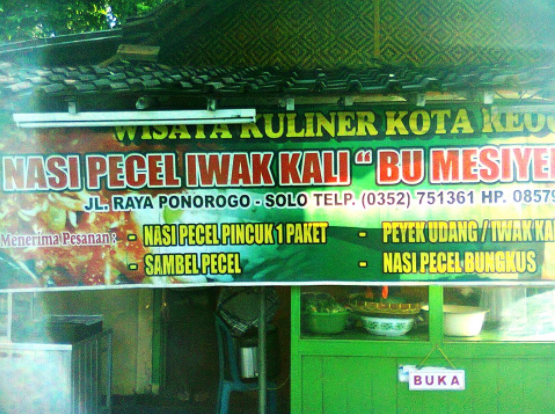 WISATA KULINER KOTA
NASI PECEL IWAK KALI " BU
JL. RAYA PONOROGO - SOLO TELP. (0352) 751361 HP.
Menerima Pesanan :
- NASI PECEL PINCUK 1 PAKET
- SAMBEL PECEL
- PEYEK UDANG / IWAK
- NASI PECEL BUNGKUS
BUKA